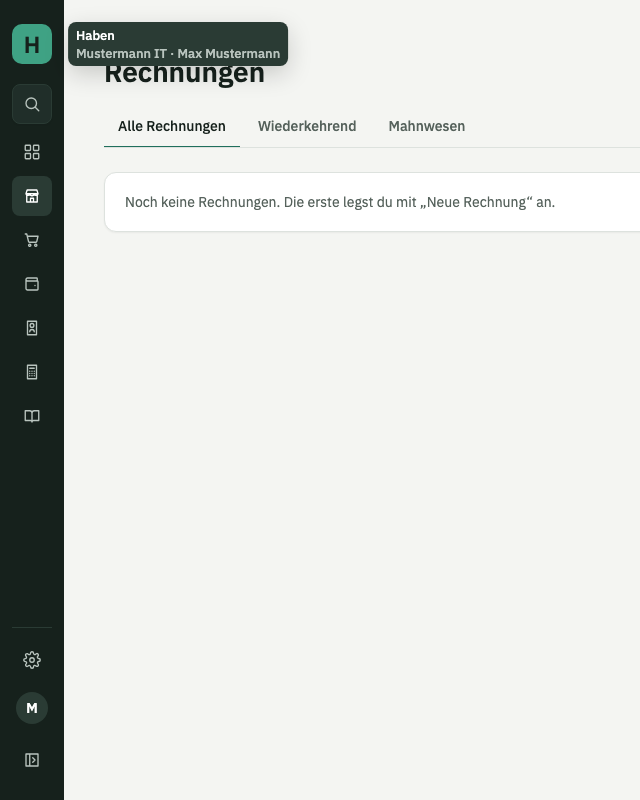 H
Haben
Mustermann IT · Max Mustermann
Rechnungen
Alle Rechnungen
Wiederkehrend
Mahnwesen
Noch keine Rechnungen. Die erste legst du mit „Neue Rechnung“ an.
M